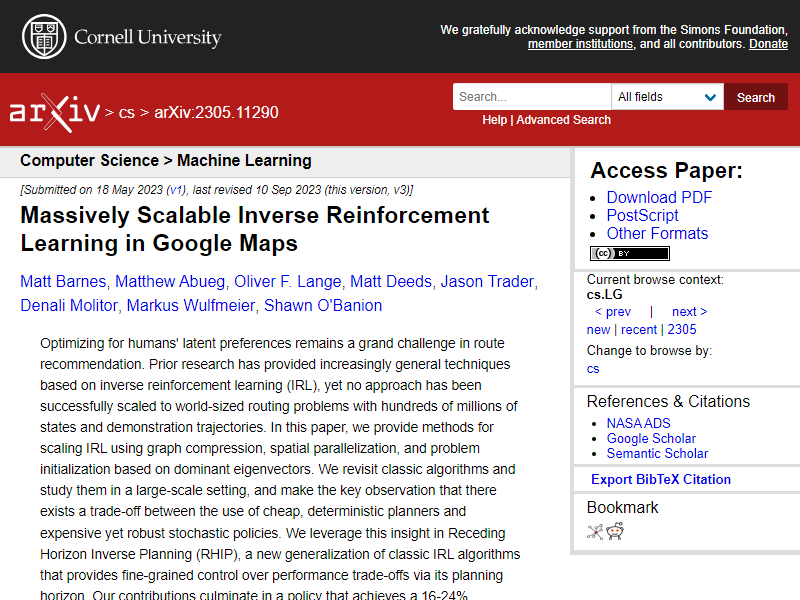 Cornell University
We gratefully acknowledge support from the Simons Foundation,
member institutions, and all contributors. Donate
arXiv > cs > arXiv:2305.11290
Search...
All fields
Search
Help | Advanced Search
Computer Science > Machine Learning
[Submitted on 18 May 2023 (v1), last revised 10 Sep 2023 (this version, v3)]
Massively Scalable Inverse Reinforcement
Learning in Google Maps
Matt Barnes, Matthew Abueg, Oliver F. Lange, Matt Deeds, Jason Trader,
Denali Molitor, Markus Wulfmeier, Shawn O'Banion
Optimizing for humans' latent preferences remains a grand challenge in route
recommendation. Prior research has provided increasingly general techniques
based on inverse reinforcement learning (IRL), yet no approach has been
successfully scaled to world-sized routing problems with hundreds of millions of
states and demonstration trajectories. In this paper, we provide methods for
scaling IRL using graph compression, spatial parallelization, and problem
initialization based on dominant eigenvectors. We revisit classic algorithms and
study them in a large-scale setting, and make the key observation that there
exists a trade-off between the use of cheap, deterministic planners and
expensive yet robust stochastic policies. We leverage this insight in Receding
Horizon Inverse Planning (RHIP), a new generalization of classic IRL algorithms
that provides fine-grained control over performance trade-offs via its planning
horizon. Our contributions culminate in a policy that achieves a 16-24%
Access Paper:
Download PDF
PostScript
Other Formats
(cc) BY
Current browse context:
cs.LG
< prev | next >
new | recent | 2305
Change to browse by:
cs
References & Citations
NASA ADS
Google Scholar
Semantic Scholar
Export BibTeX Citation
Bookmark